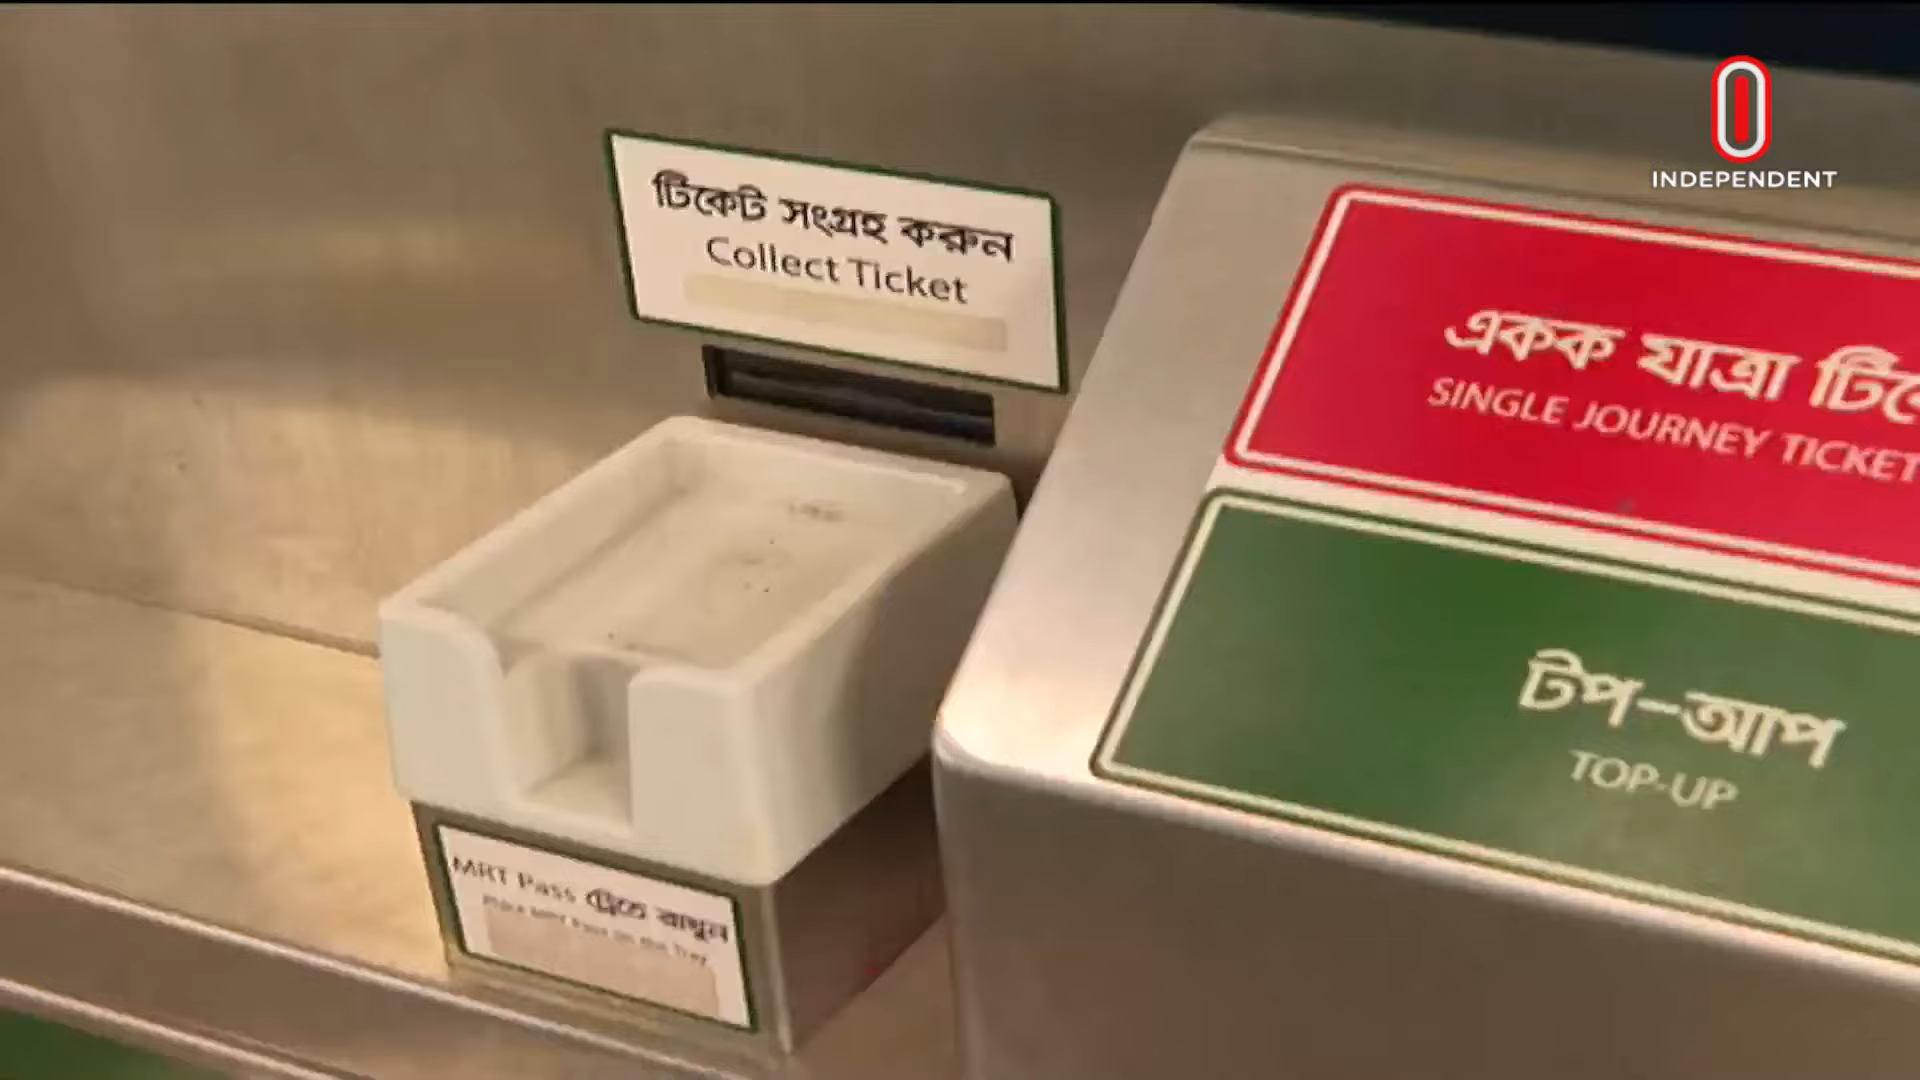 INDEPENDENT
টিকেট সংগ্রহ করুন
Collect Ticket
একক যাত্রা
SINGLE JOURNEY TICKET
টপ-আপ
TOP-UP
MRT Pass ট্রেতে রাখুন
Place MRT Pass on the Tray